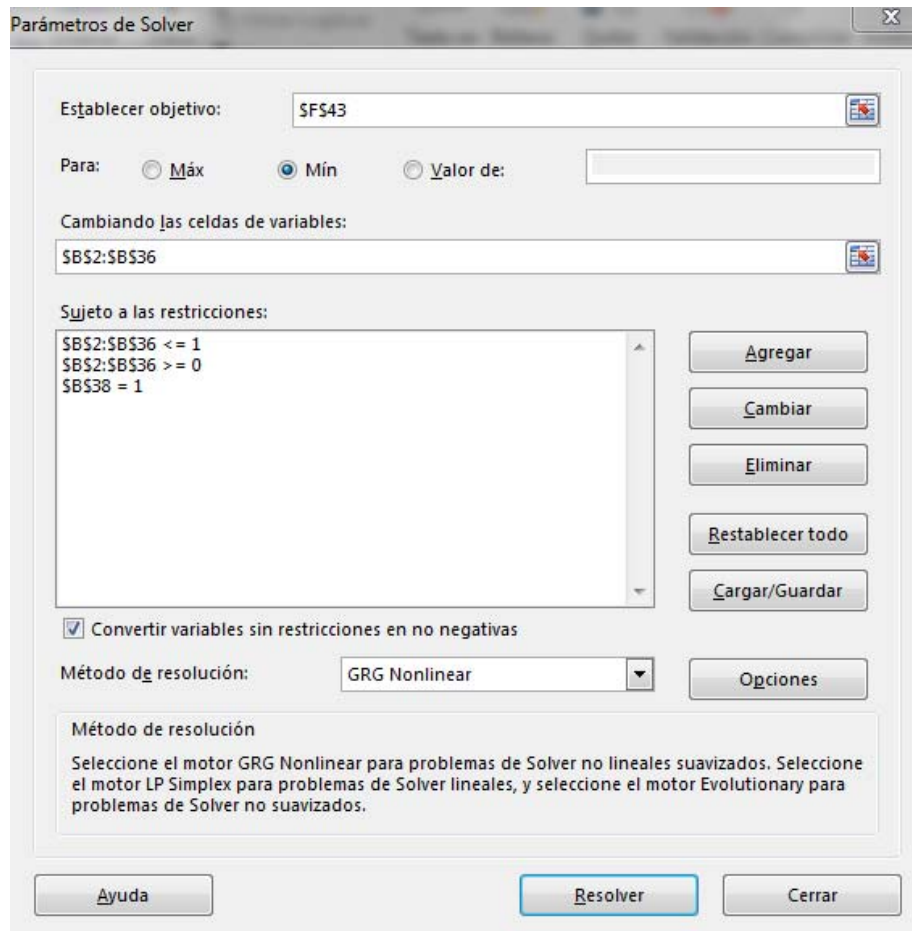 Parámetros de Solver
Establecer objetivo: $F$43
Para: Máx Mín Valor de:
Cambiando las celdas de variables:
$B$2:$B$36
Sujeto a las restricciones:
$B$2:$B$36 <= 1
$B$2:$B$36 >= 0
$B$38 = 1
Agregar
Cambiar
Eliminar
Restablecer todo
Cargar/Guardar
Convertir variables sin restricciones en no negativas
Método de resolución: GRG Nonlinear Opciones
Método de resolución
Seleccione el motor GRG Nonlinear para problemas de Solver no lineales suavizados. Seleccione
el motor LP Simplex para problemas de Solver lineales, y seleccione el motor Evolutionary para
problemas de Solver no suavizados.
Ayuda Resolver Cerrar